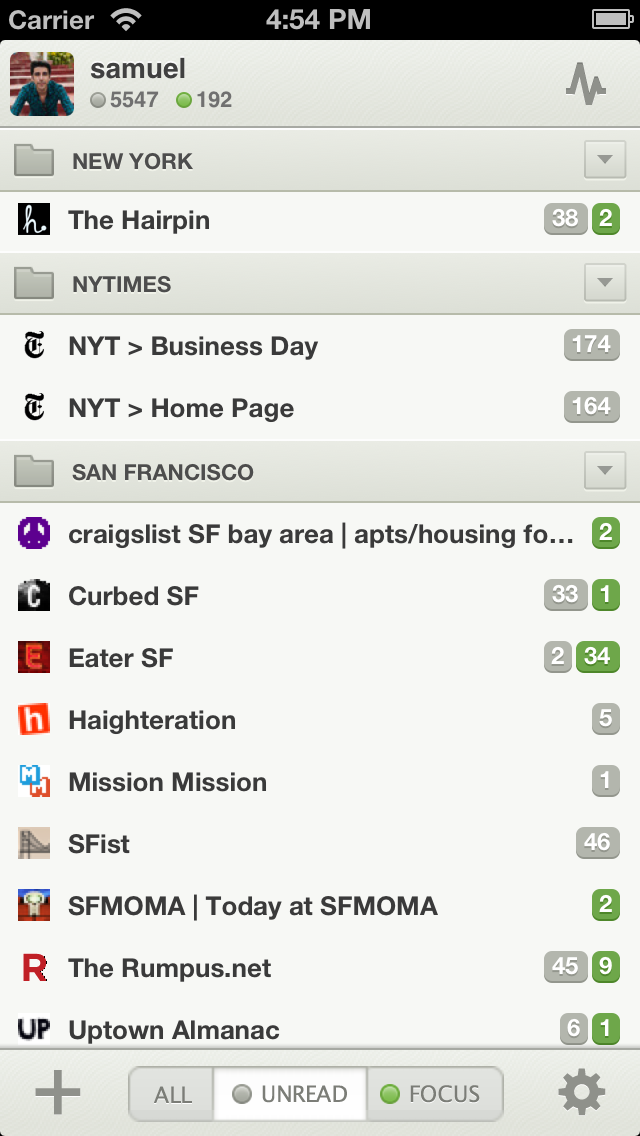 Carrier 4:54 PM
samuel
5547 192
NEW YORK
The Hairpin 38 2
NYTIMES
NYT > Business Day 174
NYT > Home Page 164
SAN FRANCISCO
craigslist SF bay area | apts/housing fo... 2
Curbed SF 33 1
Eater SF 2 34
Haighteration 5
Mission Mission 1
SFist 46
SFMOMA | Today at SFMOMA 2
The Rumpus.net 45 9
UP Uptown Almanac 6 1
ALL UNREAD FOCUS